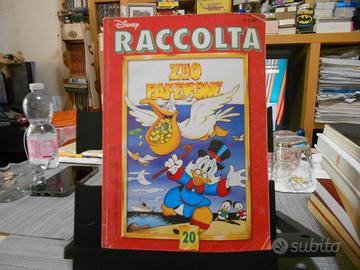 Disney
RACCOLTA
ZIO
PAPERONE
20
subito